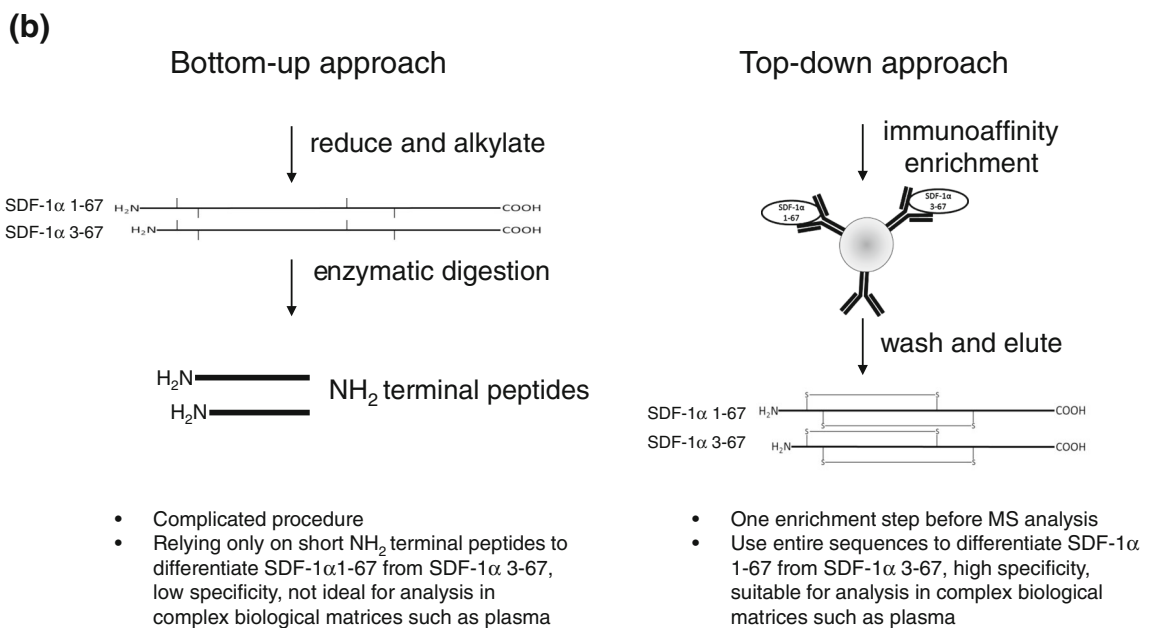 (b)
Bottom-up approach
reduce and alkylate
SDF-1α 1-67 H₂N COOH
SDF-1α 3-67 H₂N COOH
enzymatic digestion
H₂N
H₂N
NH₂ terminal peptides
• Complicated procedure
• Relying only on short NH₂ terminal peptides to
differentiate SDF-1α1-67 from SDF-1α 3-67,
low specificity, not ideal for analysis in
complex biological matrices such as plasma
Top-down approach
immunoaffinity
enrichment
SDF-1α
1-67
SDF-1α
3-67
wash and elute
S S
SDF-1α 1-67 H₂N COOH
S S
S S
SDF-1α 3-67 H₂N COOH
S S
• One enrichment step before MS analysis
• Use entire sequences to differentiate SDF-1α
1-67 from SDF-1α 3-67, high specificity,
suitable for analysis in complex biological
matrices such as plasma